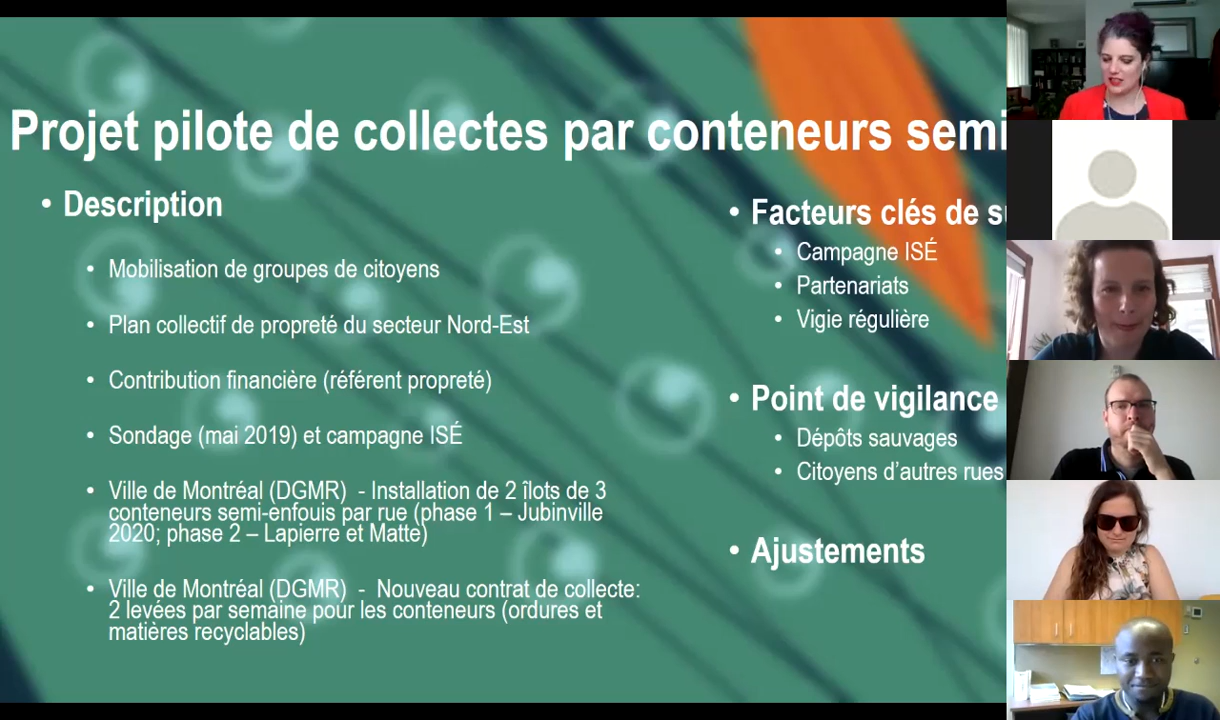 Projet pilote de collectes par conteneurs semi
• Description
• Mobilisation de groupes de citoyens
• Plan collectif de propreté du secteur Nord-Est
• Contribution financière (référent propreté)
• Sondage (mai 2019) et campagne ISÉ
• Ville de Montréal (DGMR) - Installation de 2 îlots de 3
conteneurs semi-enfouis par rue (phase 1 – Jubinville
2020; phase 2 – Lapierre et Matte)
• Ville de Montréal (DGMR) - Nouveau contrat de collecte:
2 levées par semaine pour les conteneurs (ordures et
matières recyclables)
• Facteurs clés de
• Campagne ISÉ
• Partenariats
• Vigie régulière
• Point de vigilance
• Dépôts sauvages
• Citoyens d’autres rues
• Ajustements